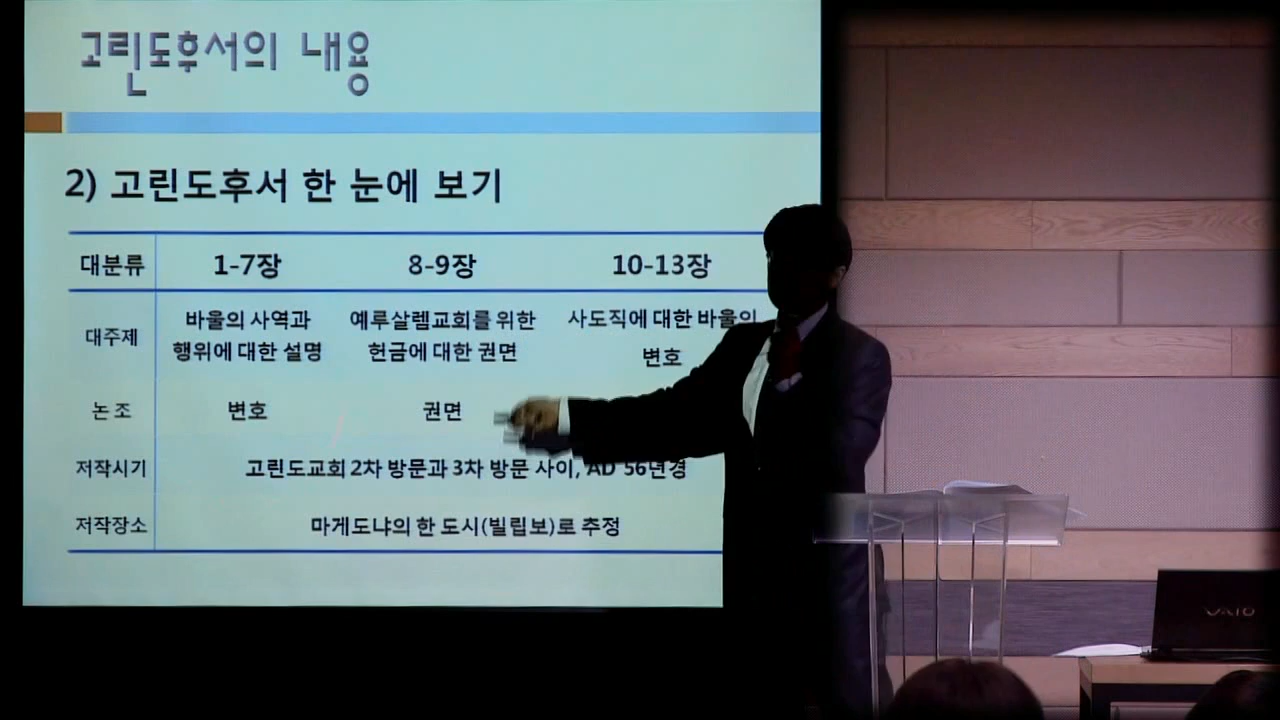 고린도후서의 내용
2) 고린도후서 한 눈에 보기
대분류 1-7장 8-9장 10-13장
대주제 바울의 사역과 행위에 대한 설명 예루살렘교회를 위한 헌금에 대한 권면 사도직에 대한 바울의 변호
논조 변호 권면
저작시기 고린도교회 2차 방문과 3차 방문 사이, AD 56년경
저작장소 마게도냐의 한 도시(빌립보)로 추정
VAIO